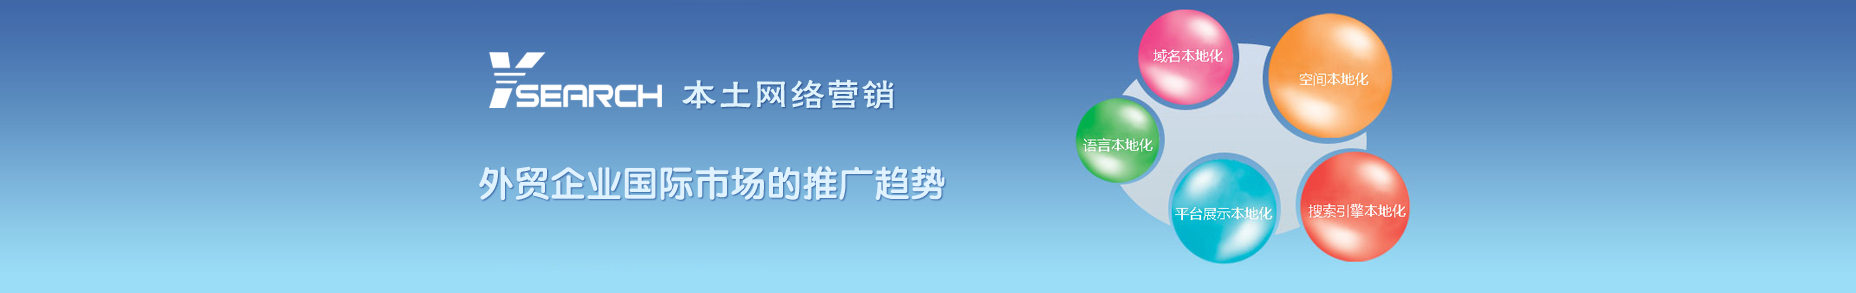 YSEARCH 本土网络营销
外贸企业国际市场的推广趋势
域名本地化
空间本地化
语言本地化
平台展示本地化
搜索引擎本地化